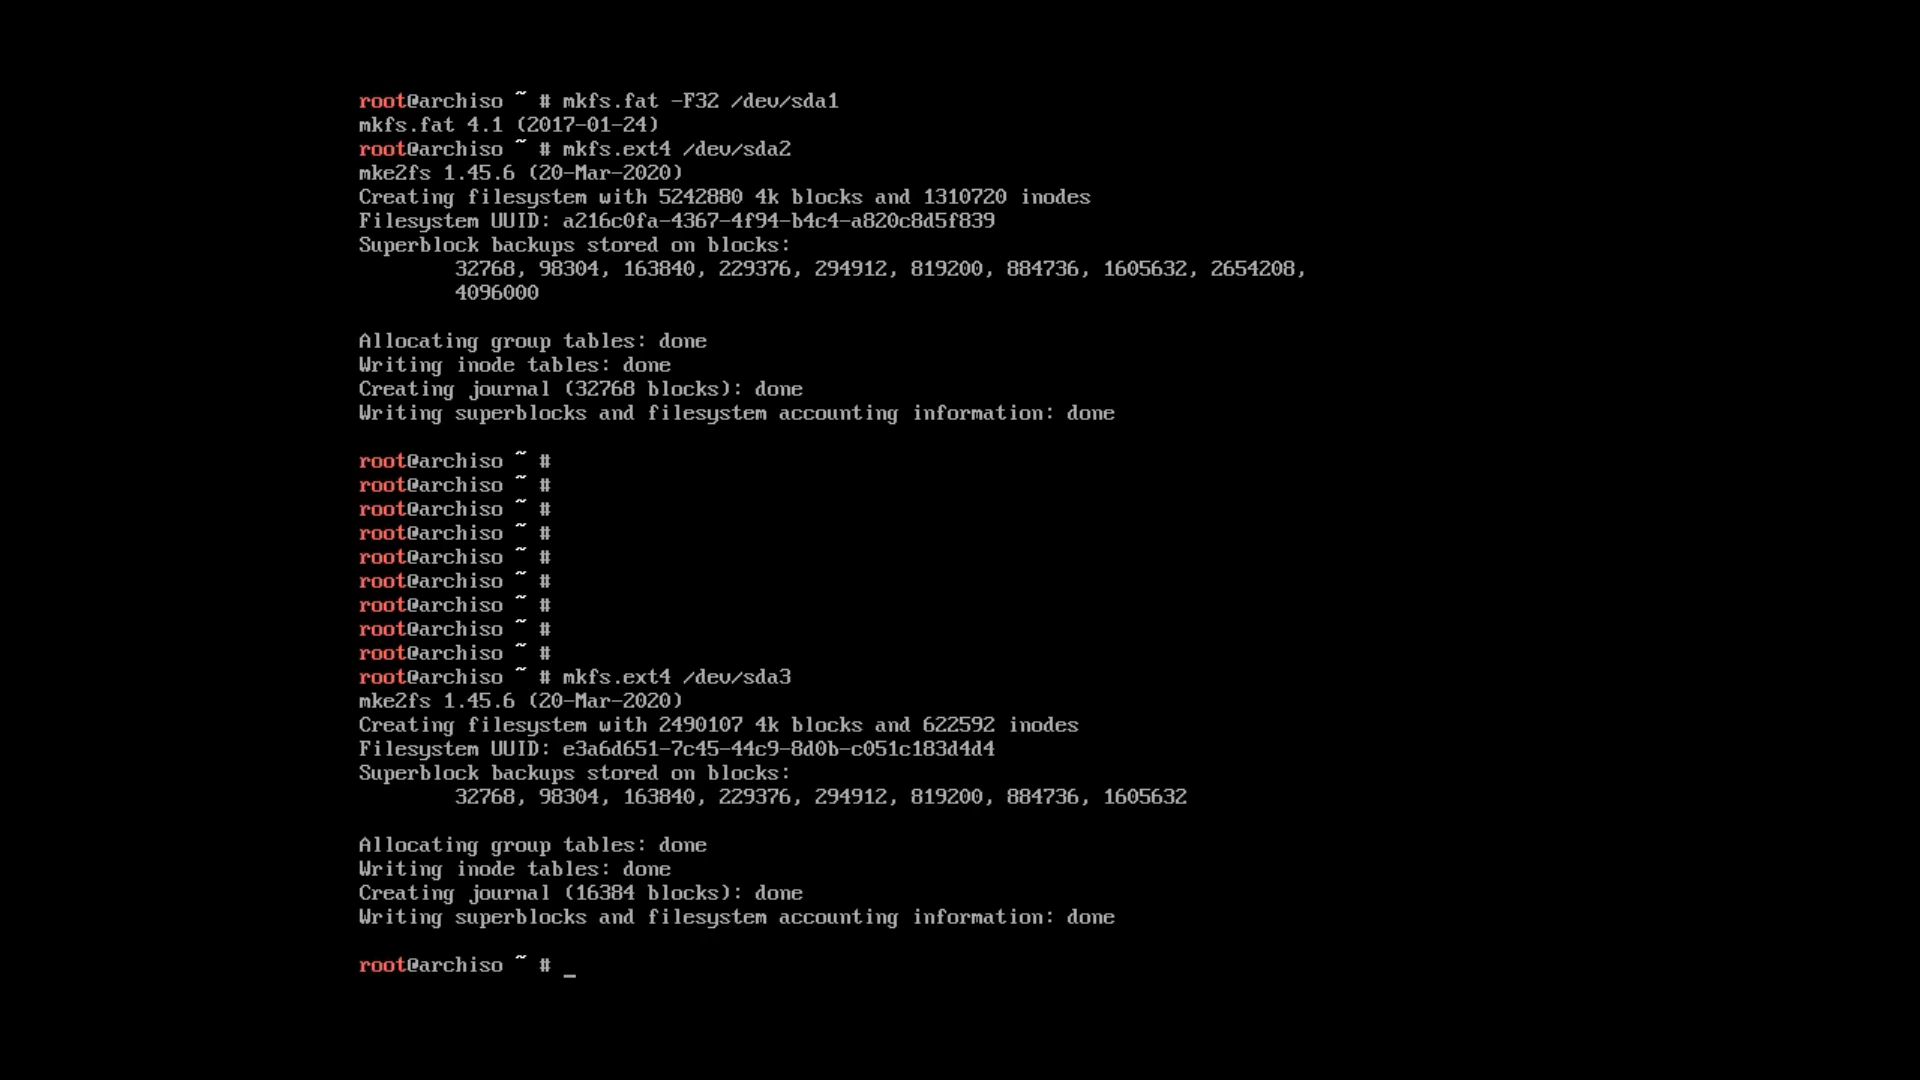 root@archiso ~ # mkfs.fat -F32 /dev/sda1
mkfs.fat 4.1 (2017-01-24)
root@archiso ~ # mkfs.ext4 /dev/sda2
mke2fs 1.45.6 (20-Mar-2020)
Creating filesystem with 5242880 4k blocks and 1310720 inodes
Filesystem UUID: a216c0fa-4367-4f94-b4c4-a820c8d5f839
Superblock backups stored on blocks:
32768, 98304, 163840, 229376, 294912, 819200, 884736, 1605632, 2654208,
4096000
Allocating group tables: done
Writing inode tables: done
Creating journal (32768 blocks): done
Writing superblocks and filesystem accounting information: done
root@archiso ~ #
root@archiso ~ #
root@archiso ~ #
root@archiso ~ #
root@archiso ~ #
root@archiso ~ #
root@archiso ~ #
root@archiso ~ #
root@archiso ~ #
root@archiso ~ # mkfs.ext4 /dev/sda3
mke2fs 1.45.6 (20-Mar-2020)
Creating filesystem with 2490107 4k blocks and 622592 inodes
Filesystem UUID: e3a6d651-7c45-44c9-8d0b-c051c183d4d4
Superblock backups stored on blocks:
32768, 98304, 163840, 229376, 294912, 819200, 884736, 1605632
Allocating group tables: done
Writing inode tables: done
Creating journal (16384 blocks): done
Writing superblocks and filesystem accounting information: done
root@archiso ~ # _